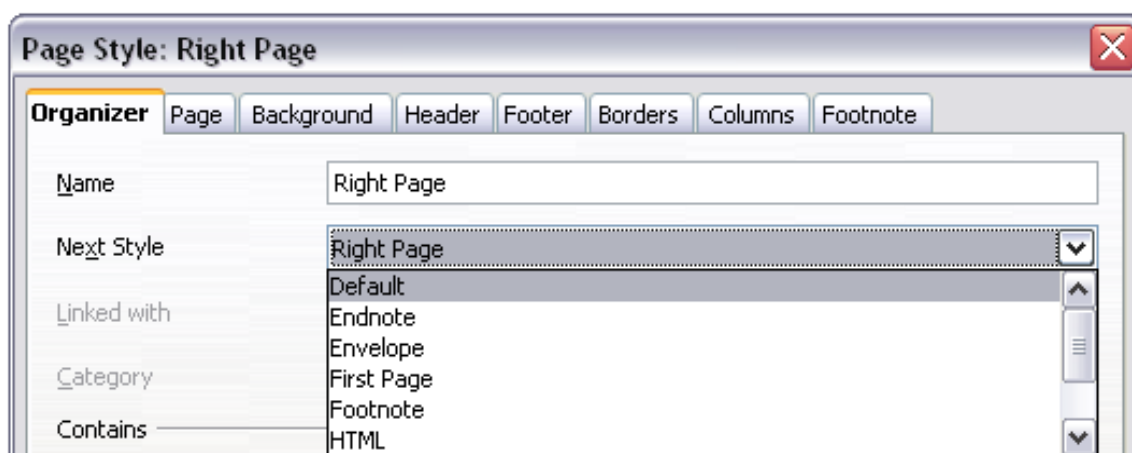 Page Style: Right Page
Organizer Page Background Header Footer Borders Columns Footnote
Name Right Page
Next Style Right Page
Default
Linked with Endnote
Envelope
Category First Page
Footnote
Contains HTML